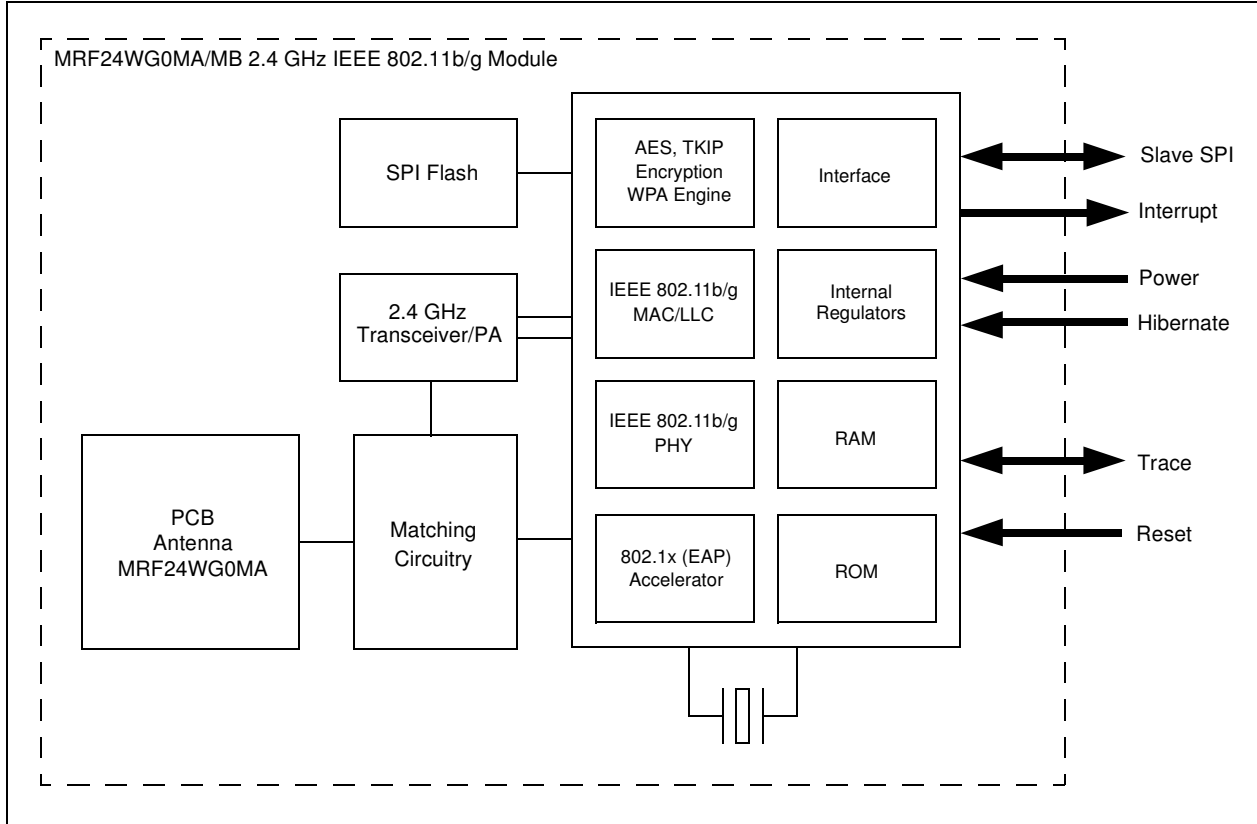 MRF24WG0MA/MB 2.4 GHz IEEE 802.11b/g Module
SPI Flash
AES, TKIP
Encryption
WPA Engine
Interface
Slave SPI
Interrupt
2.4 GHz
Transceiver/PA
IEEE 802.11b/g
MAC/LLC
Internal
Regulators
Power
Hibernate
PCB
Antenna
MRF24WG0MA
Matching
Circuitry
IEEE 802.11b/g
PHY
RAM
Trace
802.1x (EAP)
Accelerator
ROM
Reset